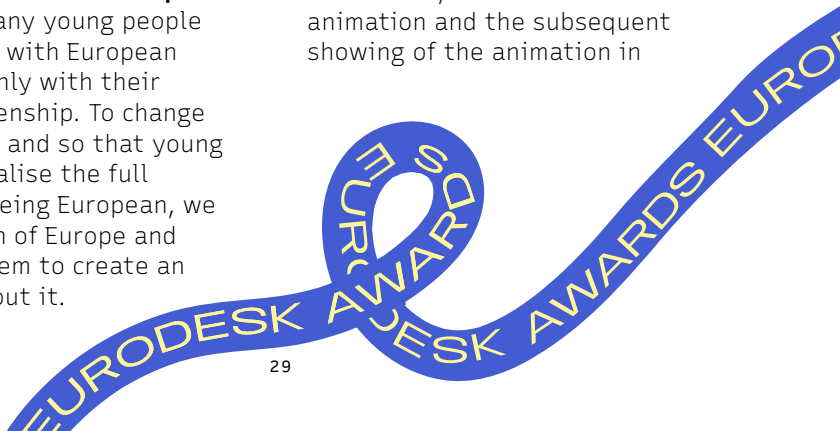 any young people
with European
nly with their
enship. To change
and so that young
alise the full
eing European, we
n of Europe and
em to create an
out it.
animation and the subsequent
showing of the animation in
EURODESK AWARDS EURODESK AWARDS EURO
29